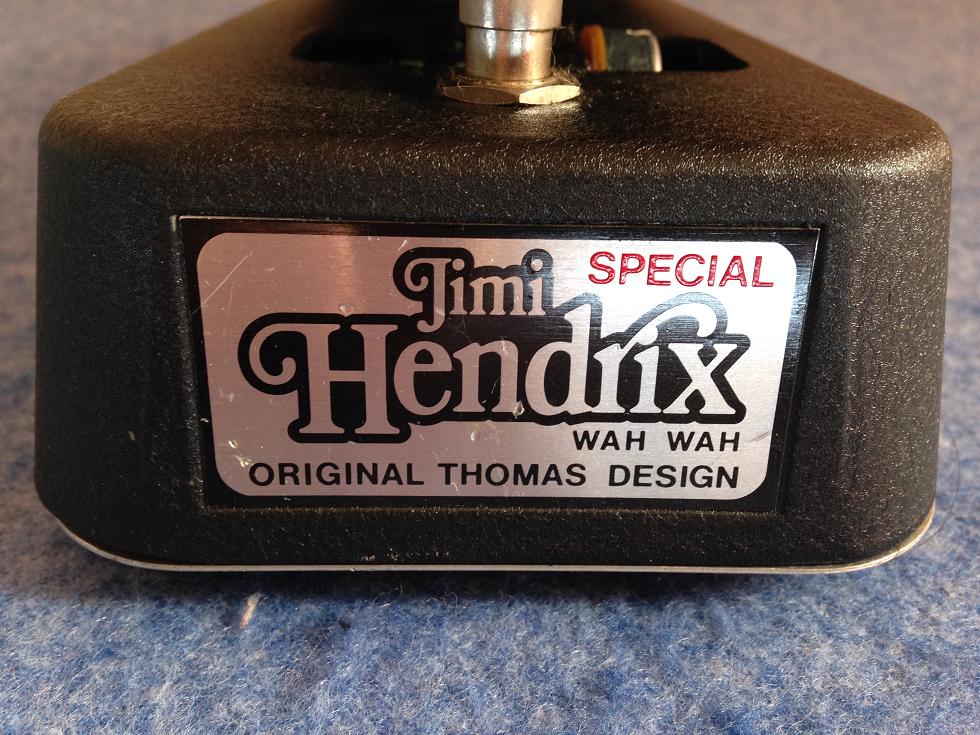 Jimi SPECIAL
Hendrix
WAH WAH
ORIGINAL THOMAS DESIGN